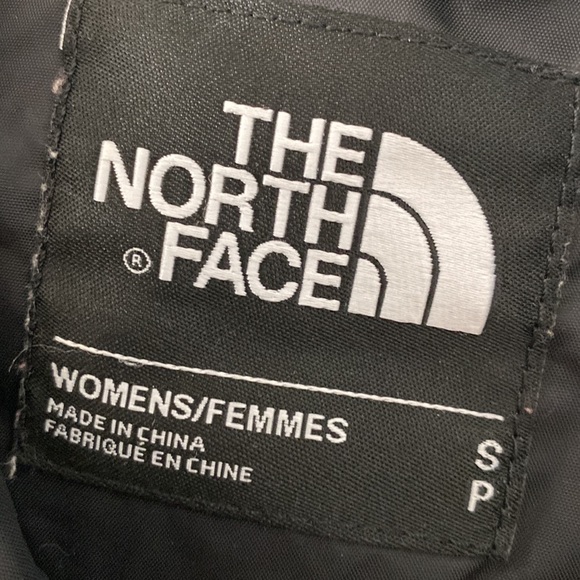 THE
NORTH
® FACE
WOMENS/FEMMES
MADE IN CHINA
FABRIQUÉ EN CHINE
S
P